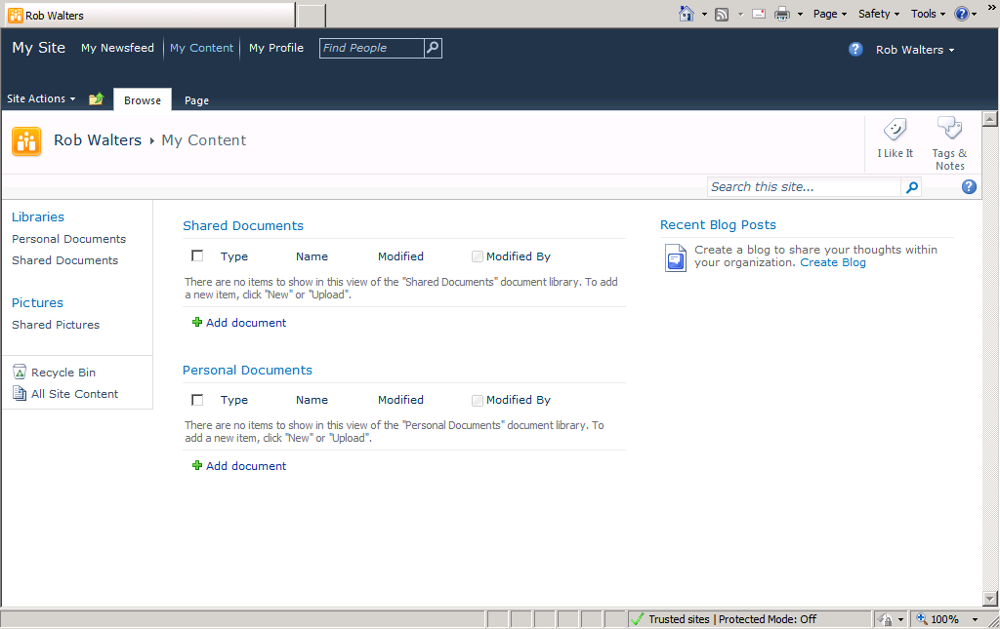 Rob Walters
Page
Safety
Tools
»
My Site
My Newsfeed
My Content
My Profile
Find People
Rob Walters
Site Actions
Browse
Page
Rob Walters
My Content
I Like It
Tags &
Notes
Search this site...
Libraries
Personal Documents
Shared Documents
Pictures
Shared Pictures
Recycle Bin
All Site Content
Shared Documents
Type Name Modified Modified By
There are no items to show in this view of the "Shared Documents" document library. To add
a new item, click "New" or "Upload".
Add document
Personal Documents
Type Name Modified Modified By
There are no items to show in this view of the "Personal Documents" document library. To
add a new item, click "New" or "Upload".
Add document
Recent Blog Posts
Create a blog to share your thoughts within
your organization. Create Blog
Trusted sites | Protected Mode: Off
100%